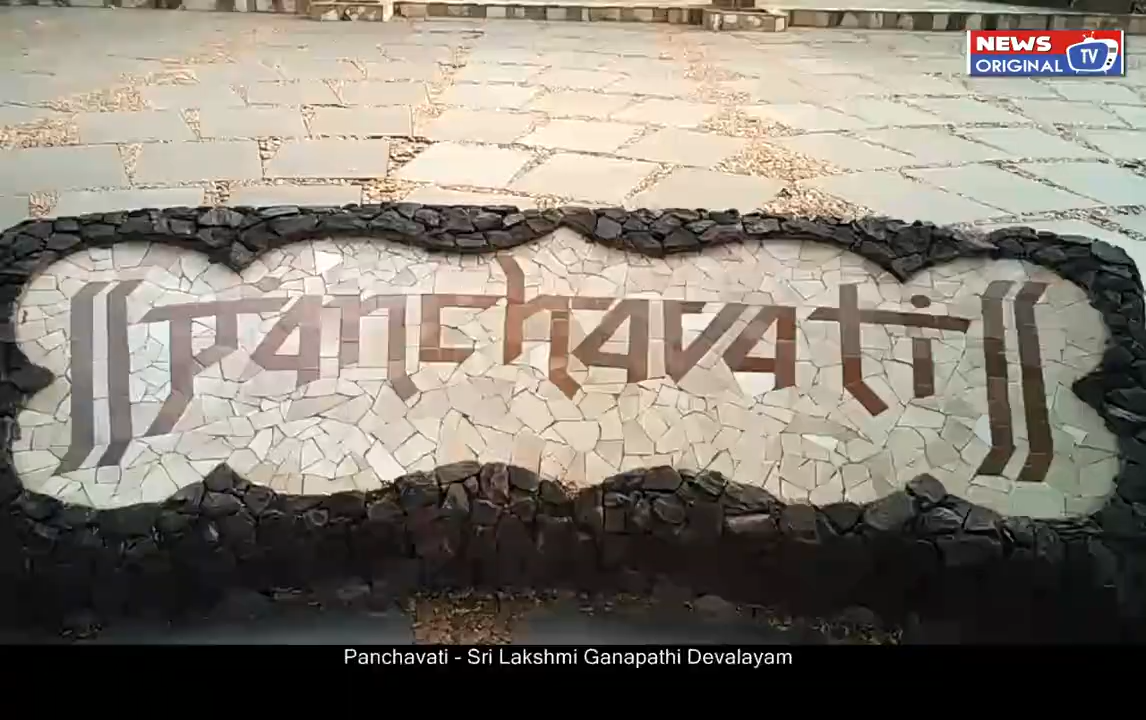 NEWS
ORIGINAL TV
|| panchavati ||
Panchavati - Sri Lakshmi Ganapathi Devalayam